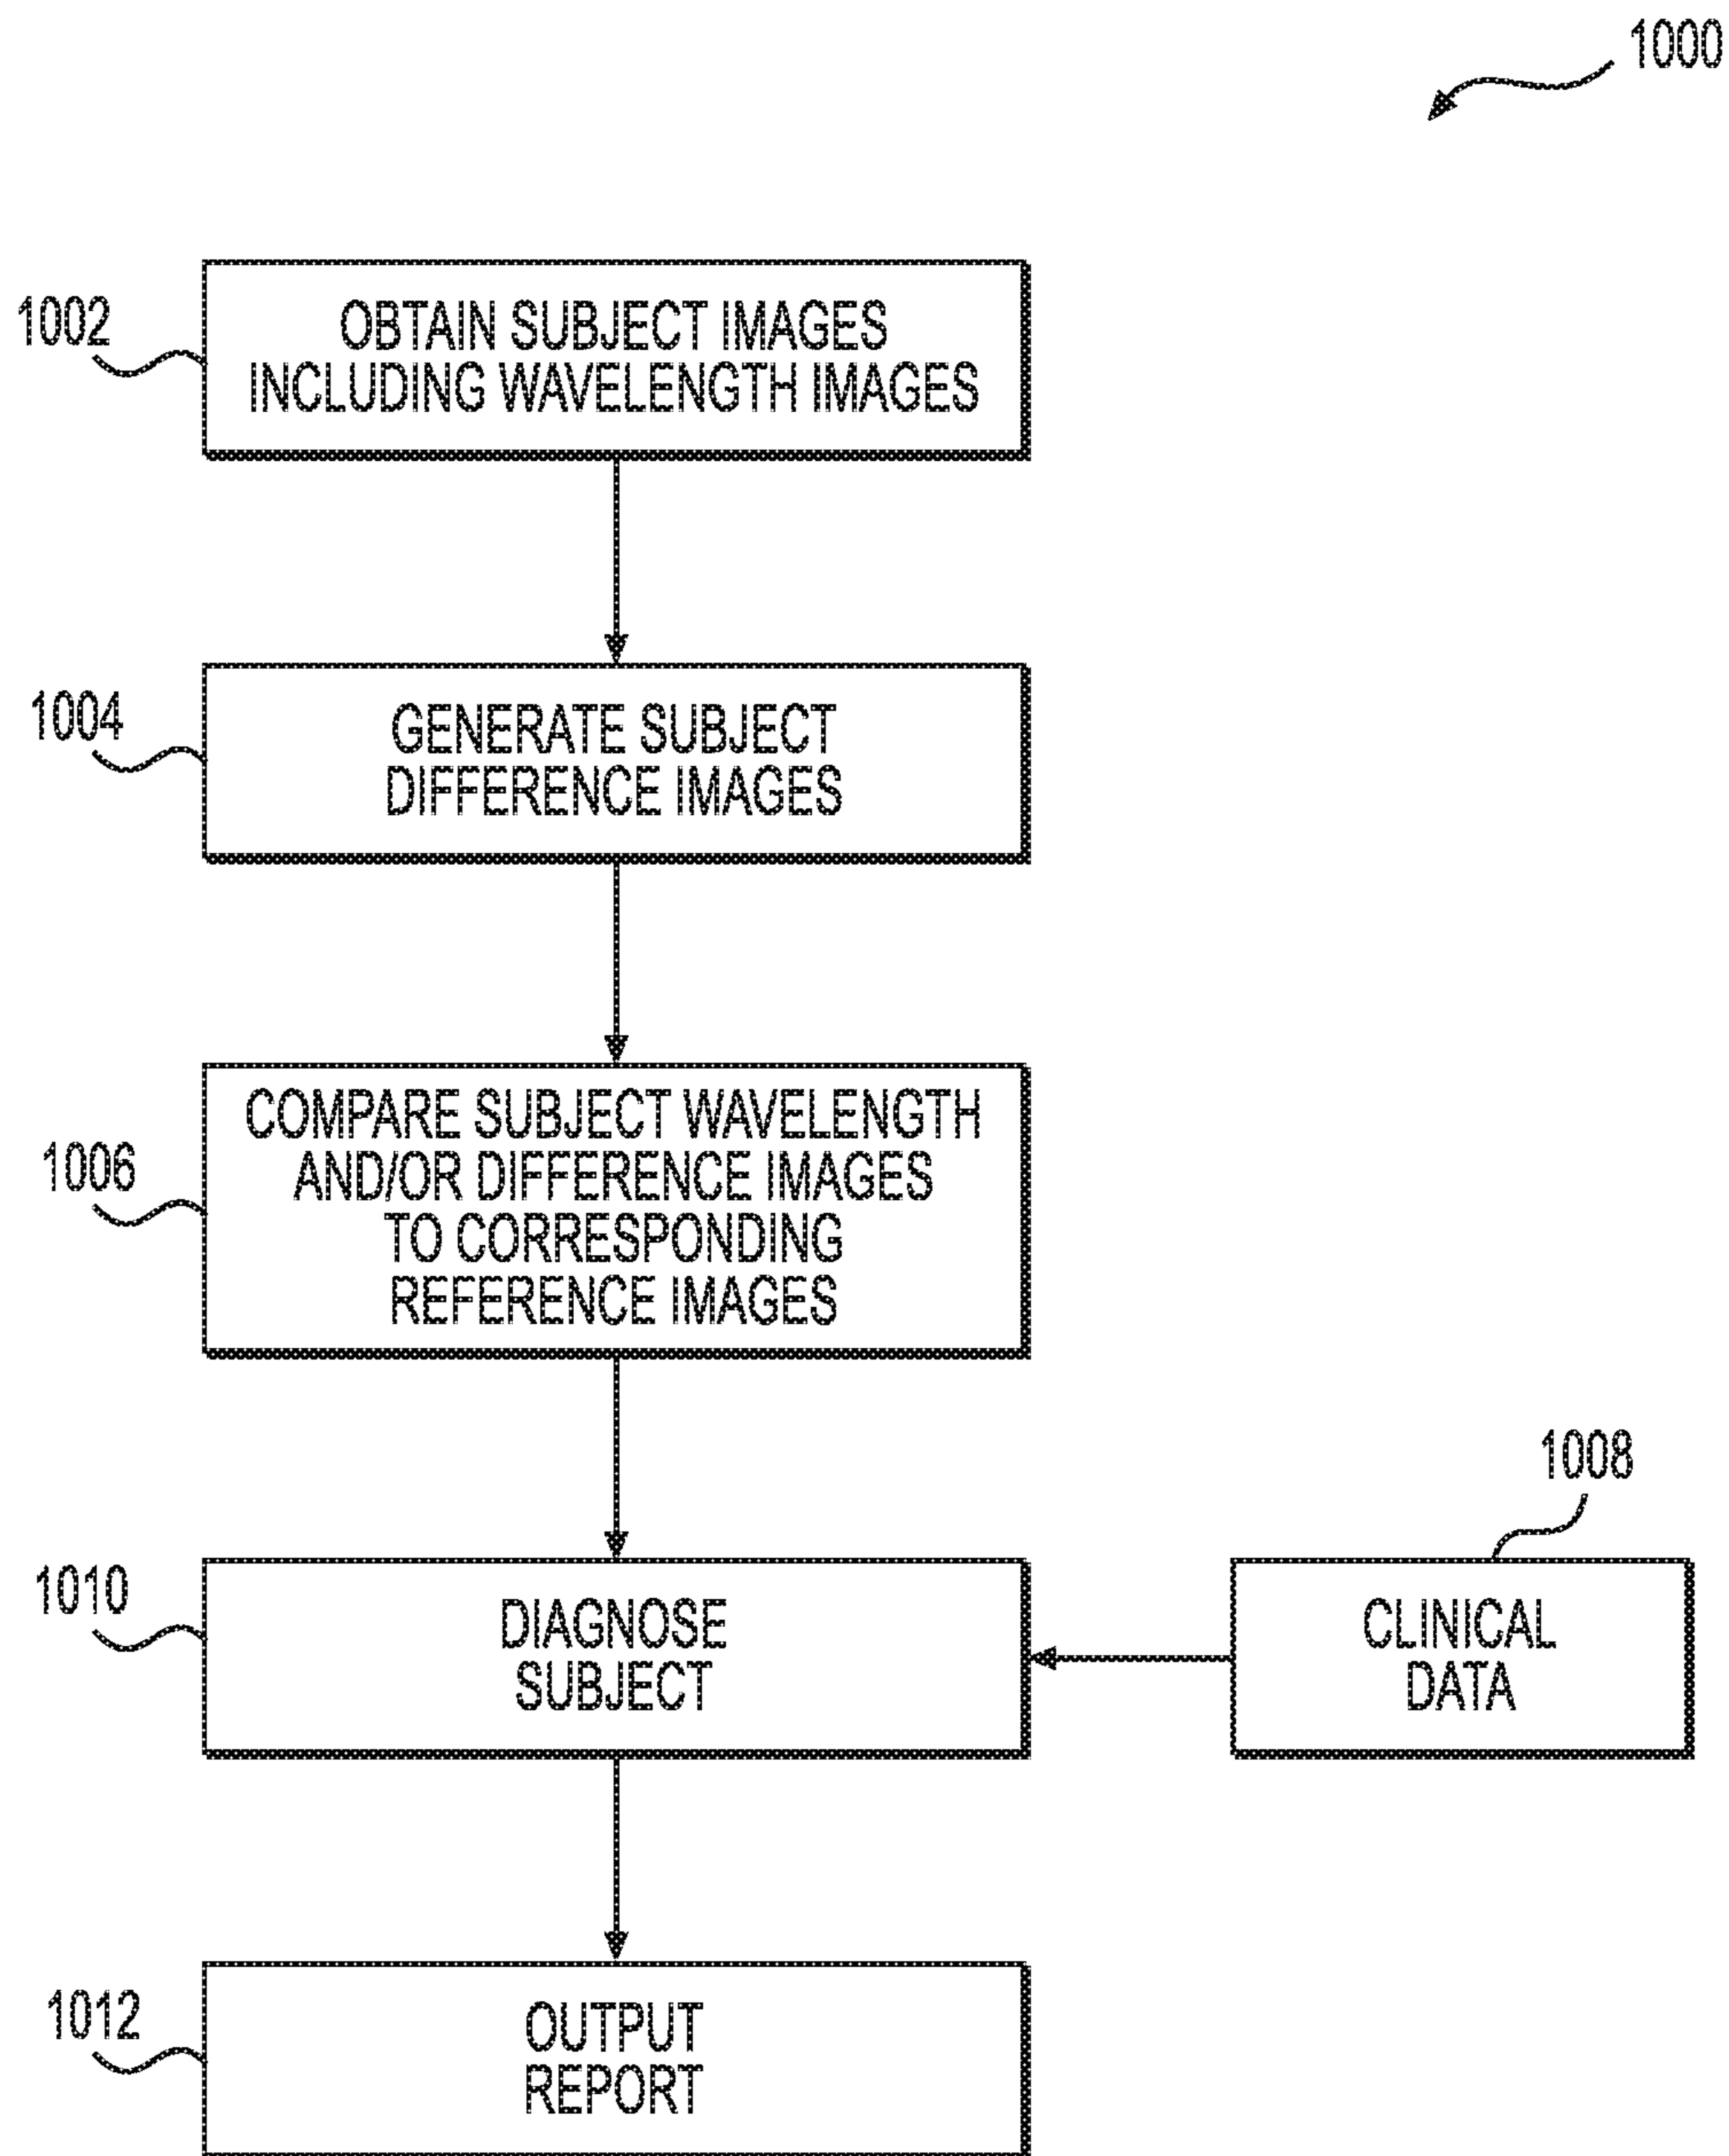 1000
1002
OBTAIN SUBJECT IMAGES
INCLUDING WAVELENGTH IMAGES
1004
GENERATE SUBJECT
DIFFERENCE IMAGES
1006
COMPARE SUBJECT WAVELENGTH
AND/OR DIFFERENCE IMAGES
TO CORRESPONDING
REFERENCE IMAGES
1008
1010
DIAGNOSE
SUBJECT
CLINICAL
DATA
1012
OUTPUT
REPORT